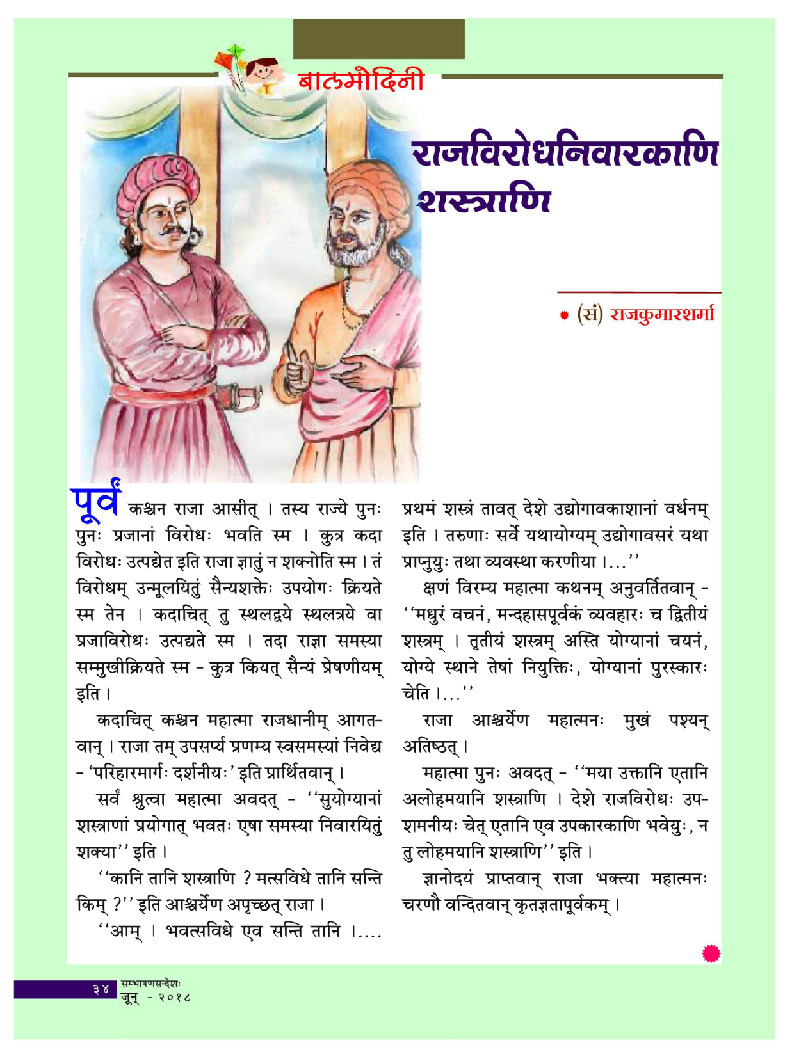 बालमोदिनी
राजविरोधनिवारकाणि
शस्त्राणि
(सं) राजकुमारशर्मा
पूर्वं कश्चन राजा आसीत् । तस्य राज्ये पुनः
पुनः प्रजानां विरोधः भवति स्म । कुत्र कदा
विरोधः उत्पद्येत इति राजा ज्ञातुं न शक्नोति स्म । तं
विरोधम् उन्मूलयितुं सैन्यशक्तेः उपयोगः क्रियते
स्म तेन । कदाचित् तु स्थलद्वये स्थलत्रये वा
प्रजाविरोधः उत्पद्यते स्म । तदा राज्ञा समस्या
सम्मुखीक्रियते स्म – कुत्र कियत् सैन्यं प्रेषणीयम्
इति ।
कदाचित् कश्चन महात्मा राजधानीम् आगत-
वान् । राजा तम् उपसर्प्य प्रणम्य स्वसमस्यां निवेद्य
– ‘परिहारमार्गः दर्शनीयः’ इति प्रार्थितवान् ।
सर्वं श्रुत्वा महात्मा अवदत् – ‘‘सुयोग्यानां
शस्त्राणां प्रयोगात् भवतः एषा समस्या निवारयितुं
शक्या’’ इति ।
‘‘कानि तानि शस्त्राणि ? मत्सविधे तानि सन्ति
किम् ?’’ इति आश्चर्येण अपृच्छत् राजा ।
‘‘आम् । भवत्सविधे एव सन्ति तानि ।....
प्रथमं शस्त्रं तावत् देशे उद्योगावकाशानां वर्धनम्
इति । तरुणाः सर्वे यथायोग्यम् उद्योगावसरं यथा
प्राप्नुयुः तथा व्यवस्था करणीया ।...’’
क्षणं विरम्य महात्मा कथनम् अनुवर्तितवान् –
‘‘मधुरं वचनं, मन्दहासपूर्वकं व्यवहारः च द्वितीयं
शस्त्रम् । तृतीयं शस्त्रम् अस्ति योग्यानां चयनं,
योग्ये स्थाने तेषां नियुक्तिः, योग्यानां पुरस्कारः
चेति ।...’’
राजा आश्चर्येण महात्मनः मुखं पश्यन्
अतिष्ठत् ।
महात्मा पुनः अवदत् – ‘‘मया उक्तानि एतानि
अलोहमयानि शस्त्राणि । देशे राजविरोधः उप-
शमनीयः चेत् एतानि एव उपकारकाणि भवेयुः, न
तु लोहमयानि शस्त्राणि’’ इति ।
ज्ञानोदयं प्राप्तवान् राजा भक्त्या महात्मनः
चरणौ वन्दितवान् कृतज्ञतापूर्वकम् ।
३४
सम्भाषणसन्देशः
जून् - २०१८